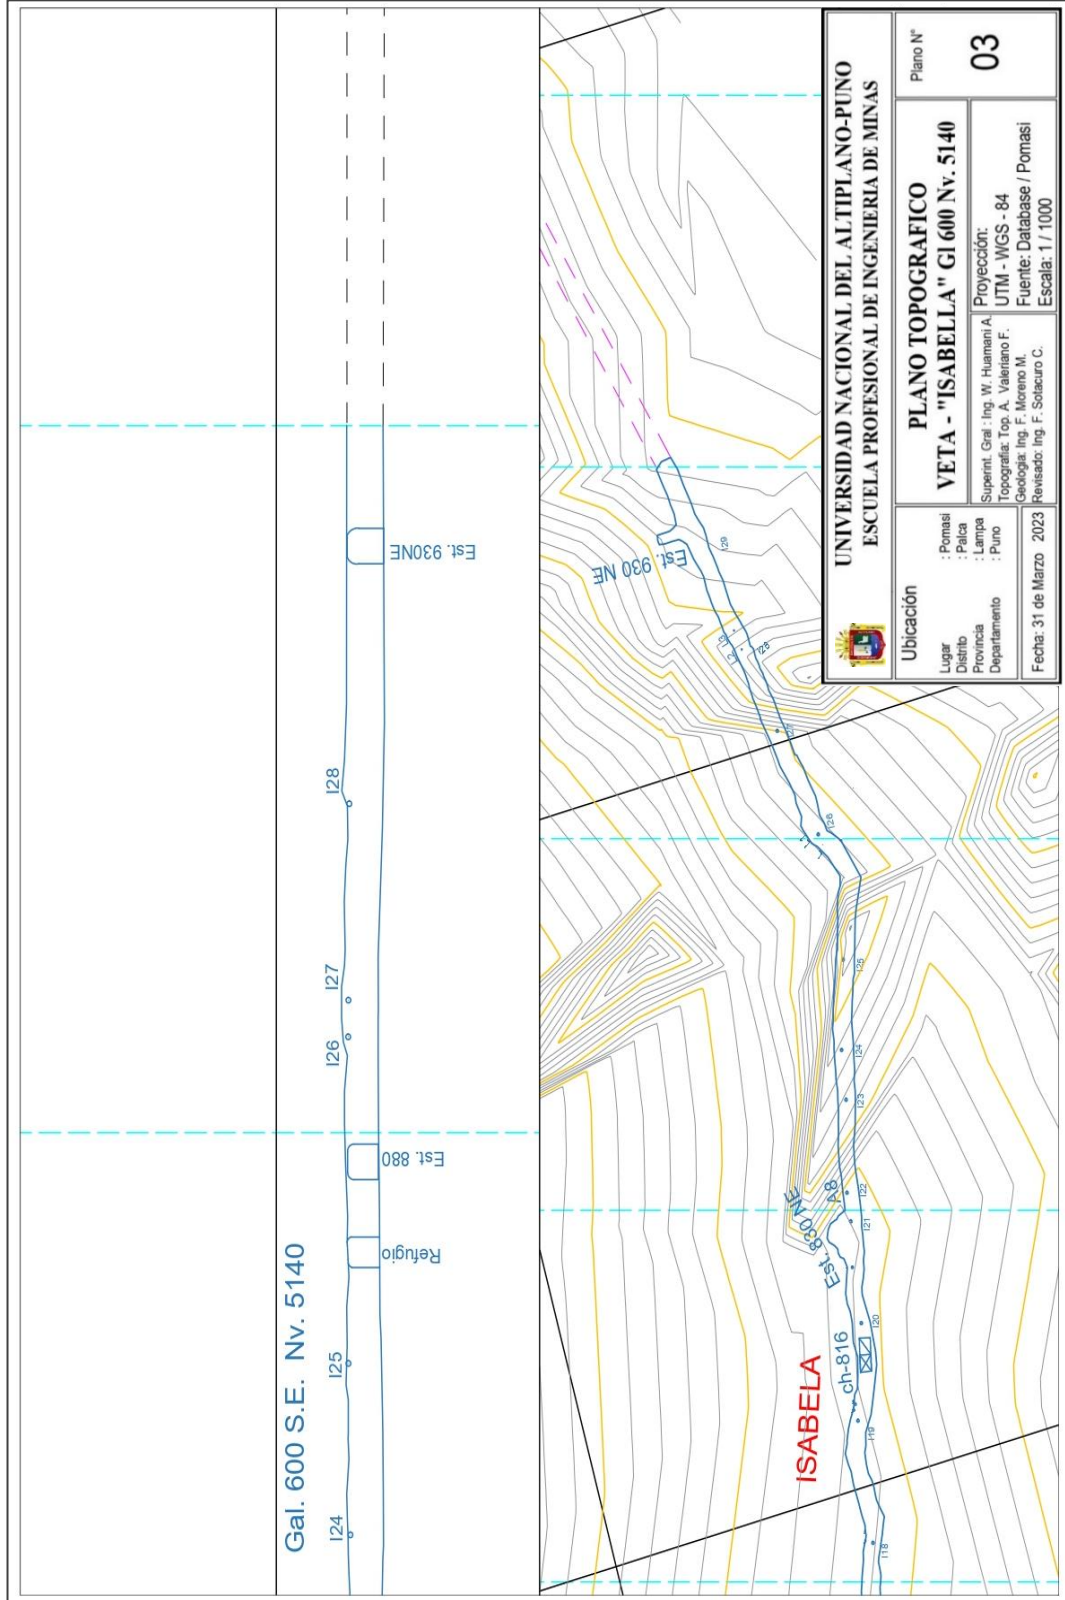 Gal. 600 S.E. Nv. 5140
I24
I25
I26
I27
I28
Refugio
Est. 880
Est. 930NE
ISABELA
ch-816
Est. 830 NE
A8
Est. 930 NE
I18
I19
I20
I21
I22
I23
I24
I25
I26
I27
I28
I29
UNIVERSIDAD NACIONAL DEL ALTIPLANO-PUNO
ESCUELA PROFESIONAL DE INGENIERIA DE MINAS
Ubicación
Lugar : Pomasi
Distrito : Palca
Provincia : Lampa
Departamento : Puno
Fecha: 31 de Marzo 2023
PLANO TOPOGRAFICO
VETA - "ISABELLA" Gl 600 Nv. 5140
Superint. Gral : Ing. W. Huamani A.
Topografia: Top. A. Valeriano F.
Geologia: Ing. F. Moreno M.
Revisado: Ing. F. Solacuro C.
Proyección:
UTM - WGS - 84
Fuente: Database / Pomasi
Escala: 1 / 1000
Plano N°
03